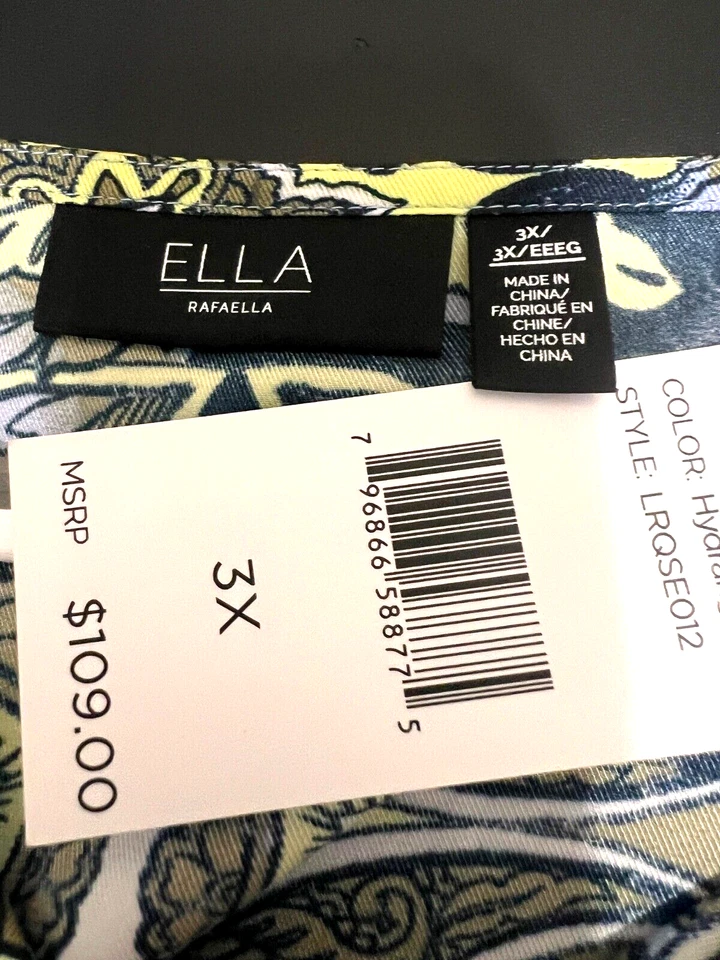 ELLA
RAFAELLA
3X/
3X/EEEG
MADE IN
CHINA/
FABRIQUÉ EN
CHINE/
HECHO EN
CHINA
COLOR:
STYLE: LRQSE012
7 96866 58877 5
3X
MSRP $109.00